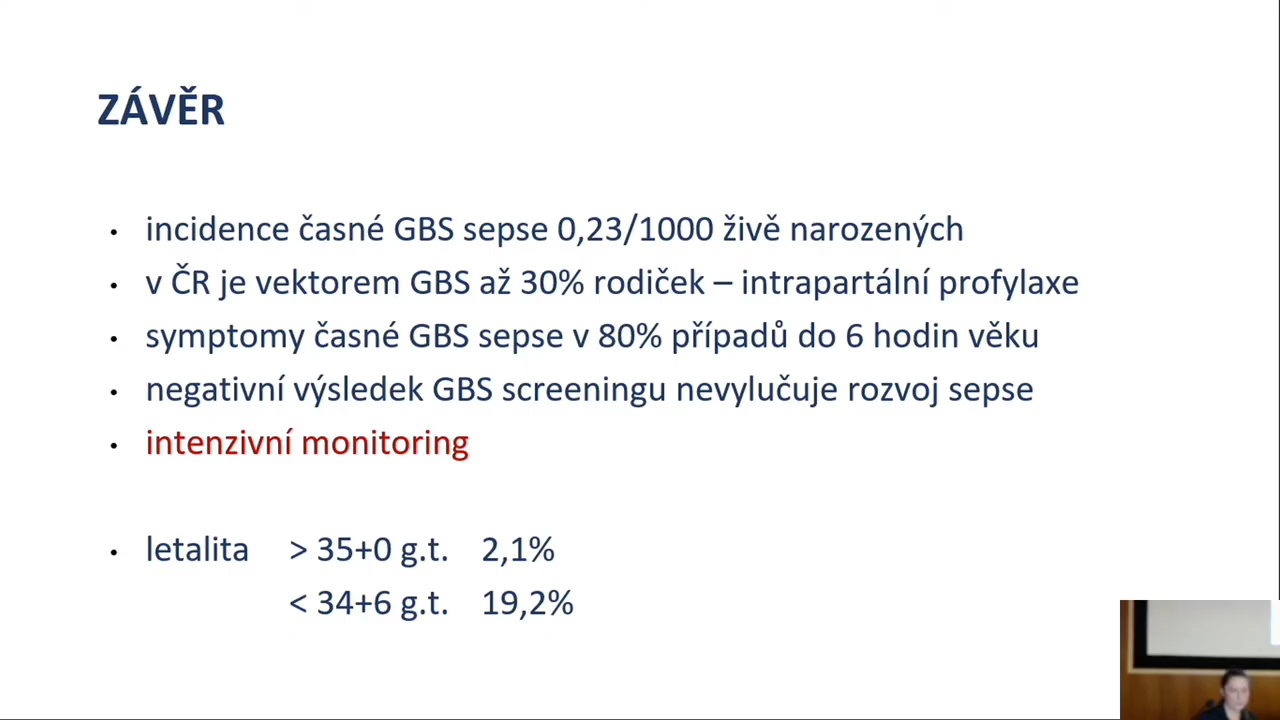 ZÁVĚR
• incidence časné GBS sepse 0,23/1000 živě narozených
• v ČR je vektorem GBS až 30% rodiček – intrapartální profylaxe
• symptomy časné GBS sepse v 80% případů do 6 hodin věku
• negativní výsledek GBS screeningu nevylučuje rozvoj sepse
• intenzivní monitoring
• letalita > 35+0 g.t. 2,1%
< 34+6 g.t. 19,2%